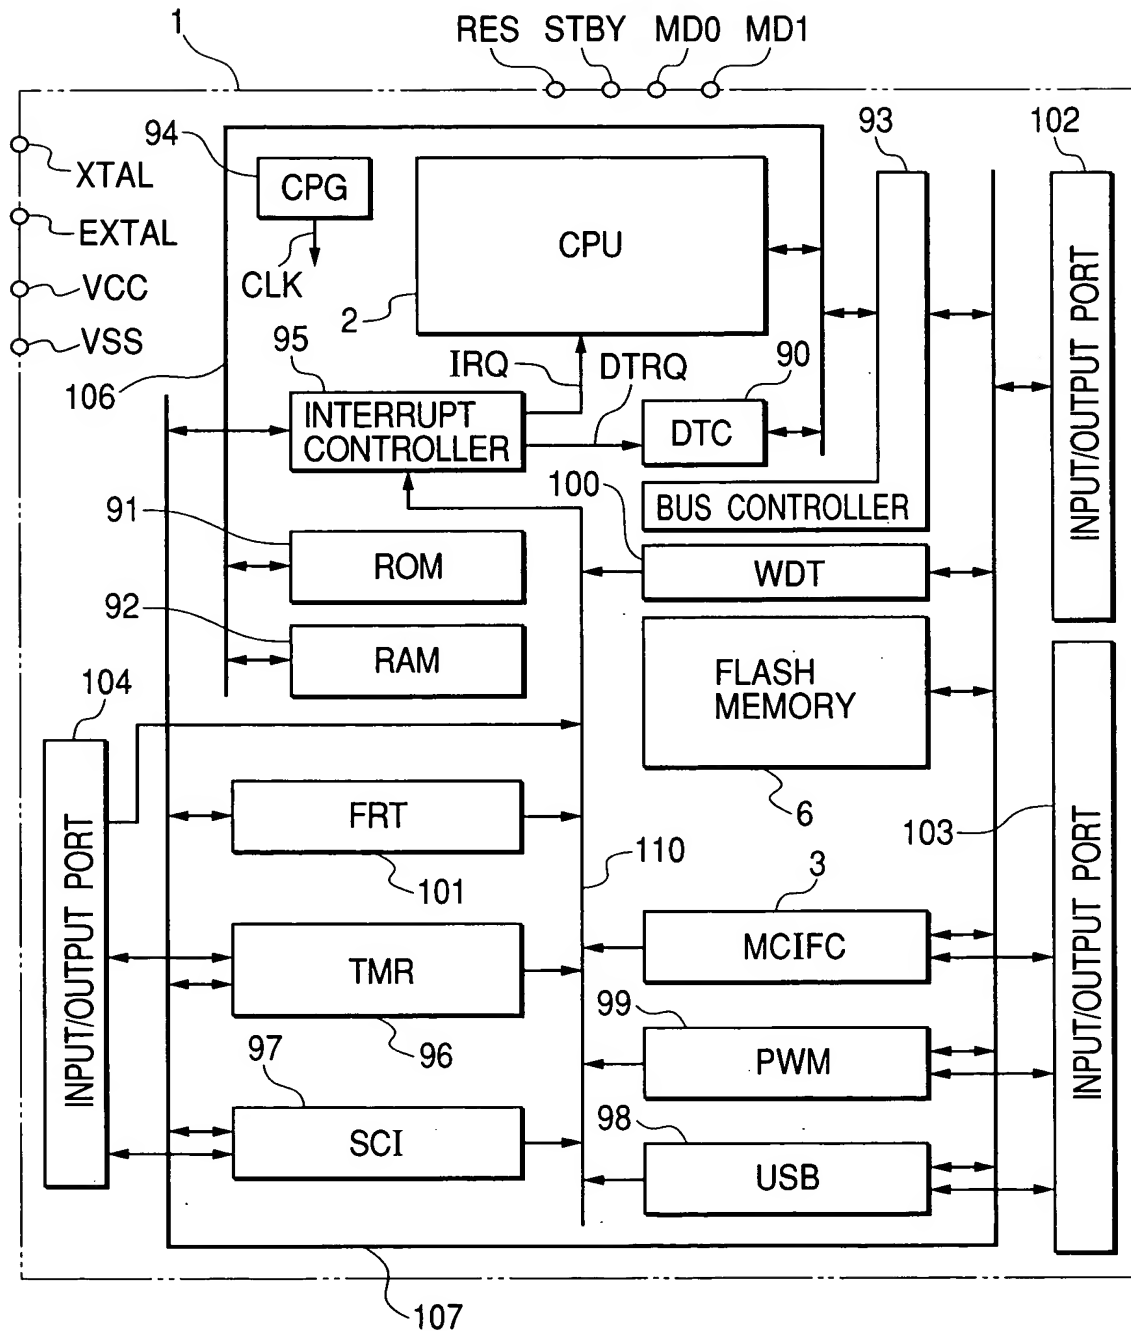 1
RES STBY MD0 MD1
94
93
102
XTAL
CPG
CPU
EXTAL
CLK
VCC
2
VSS
95
IRQ
DTRQ
90
106
INTERRUPT
CONTROLLER
DTC
INPUT/OUTPUT PORT
100
91
BUS CONTROLLER
ROM
WDT
92
RAM
FLASH
MEMORY
104
FRT
6
103
INPUT/OUTPUT PORT
101
110
3
INPUT/OUTPUT PORT
TMR
MCIFC
99
97
96
PWM
98
SCI
USB
107